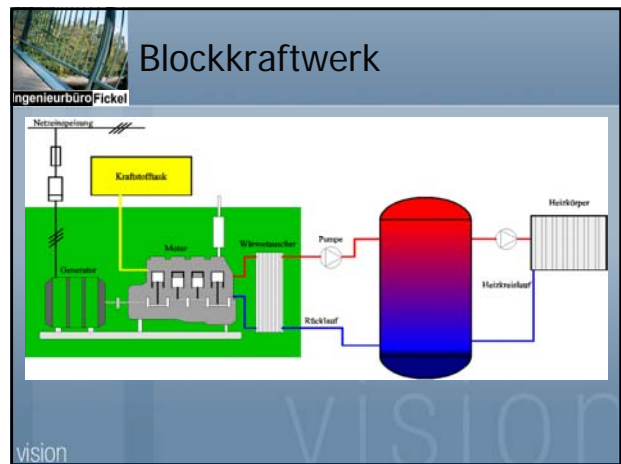 Blockkraftwerk
Ingenieurbüro Fickel
Netzeinspeisung
Kraftstofftank
Heizkörper
Motor
Wärmetauscher
Pumpe
Generator
Heizkreislauf
Rücklauf
vision
vision